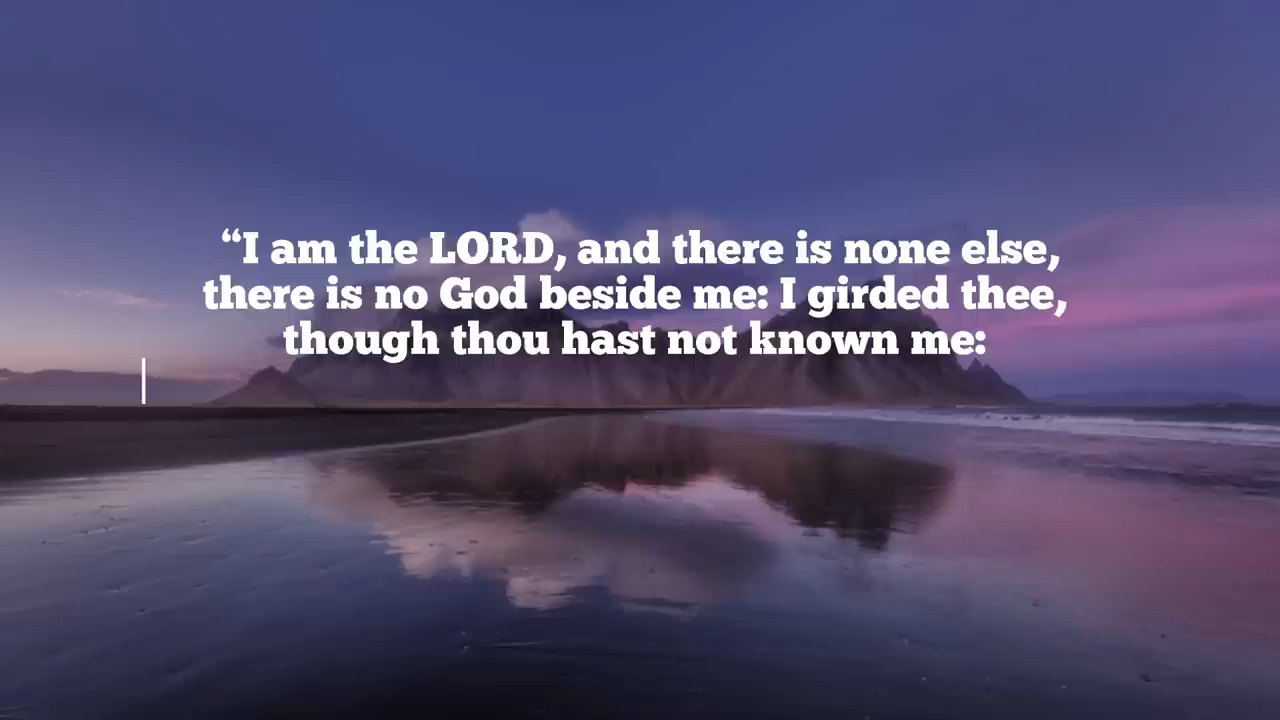 “I am the LORD, and there is none else,
there is no God beside me: I girded thee,
though thou hast not known me: